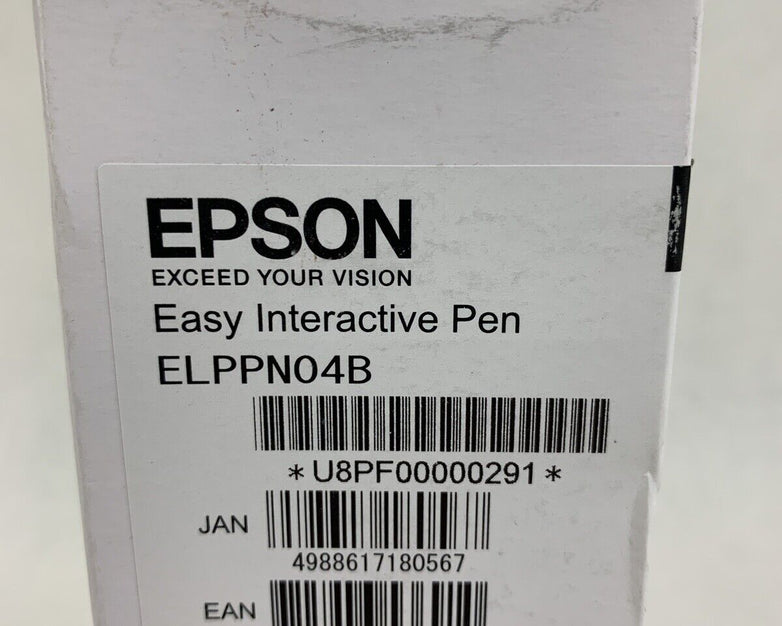 EPSON
EXCEED YOUR VISION
Easy Interactive Pen
ELPPN04B
*U8PF00000291*
JAN
4988617180567
EAN